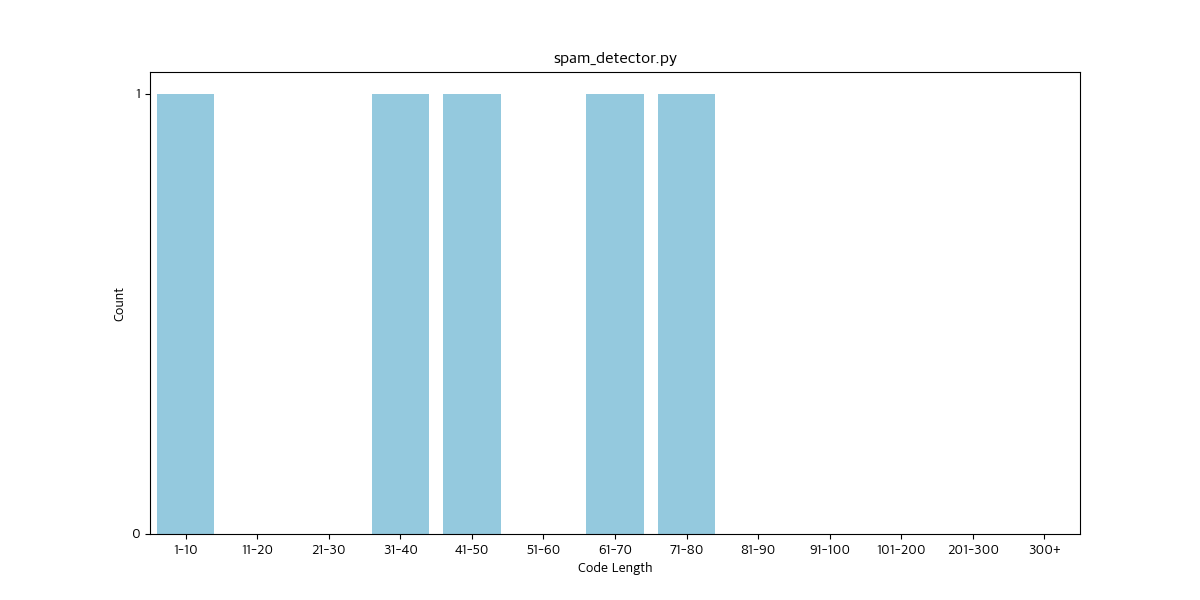 spam_detector.py
1
Count
0
1-10 11-20 21-30 31-40 41-50 51-60 61-70 71-80 81-90 91-100 101-200 201-300 300+
Code Length